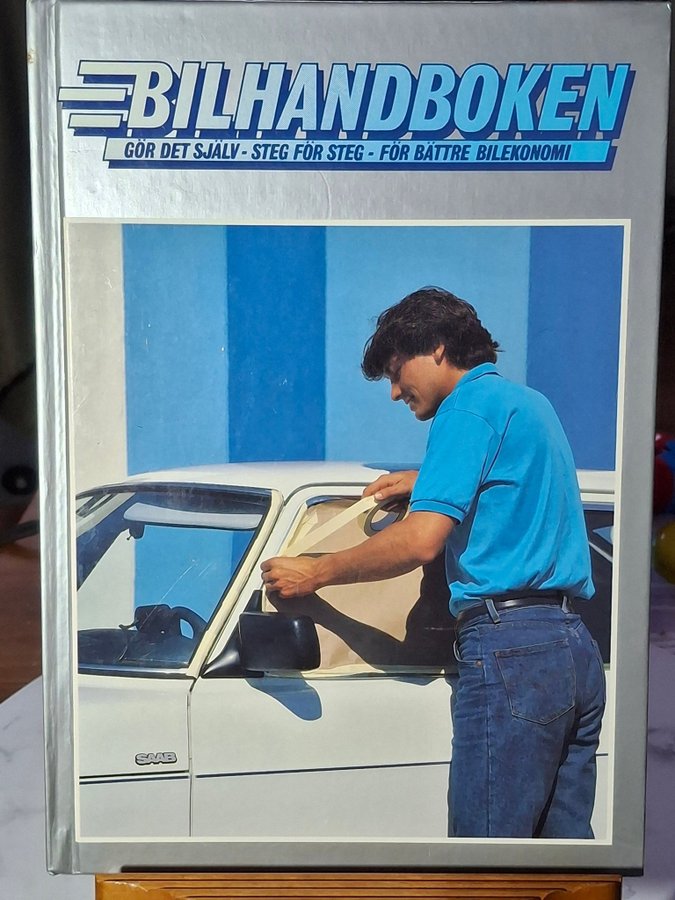 BILHANDBOKEN
GÖR DET SJÄLV - STEG FÖR STEG - FÖR BÄTTRE BILEKONOMI
SAAB